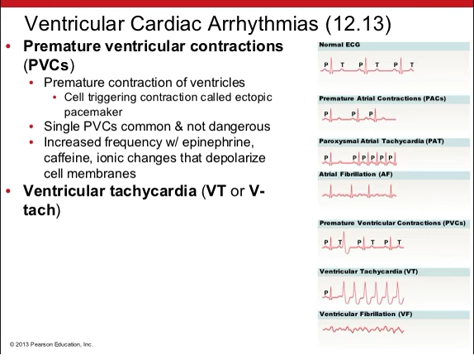 Ventricular Cardiac Arrhythmias (12.13)
• Premature ventricular contractions
(PVCs)
• Premature contraction of ventricles
• Cell triggering contraction called ectopic
pacemaker
• Single PVCs common & not dangerous
• Increased frequency w/ epinephrine,
caffeine, ionic changes that depolarize
cell membranes
• Ventricular tachycardia (VT or V-
tach)
Normal ECG
P T P T P T
Premature Atrial Contractions (PACs)
P P P
Paroxysmal Atrial Tachycardia (PAT)
P P P P P P
Atrial Fibrillation (AF)
Premature Ventricular Contractions (PVCs)
P T P T P T
Ventricular Tachycardia (VT)
P
Ventricular Fibrillation (VF)
© 2013 Pearson Education, Inc.